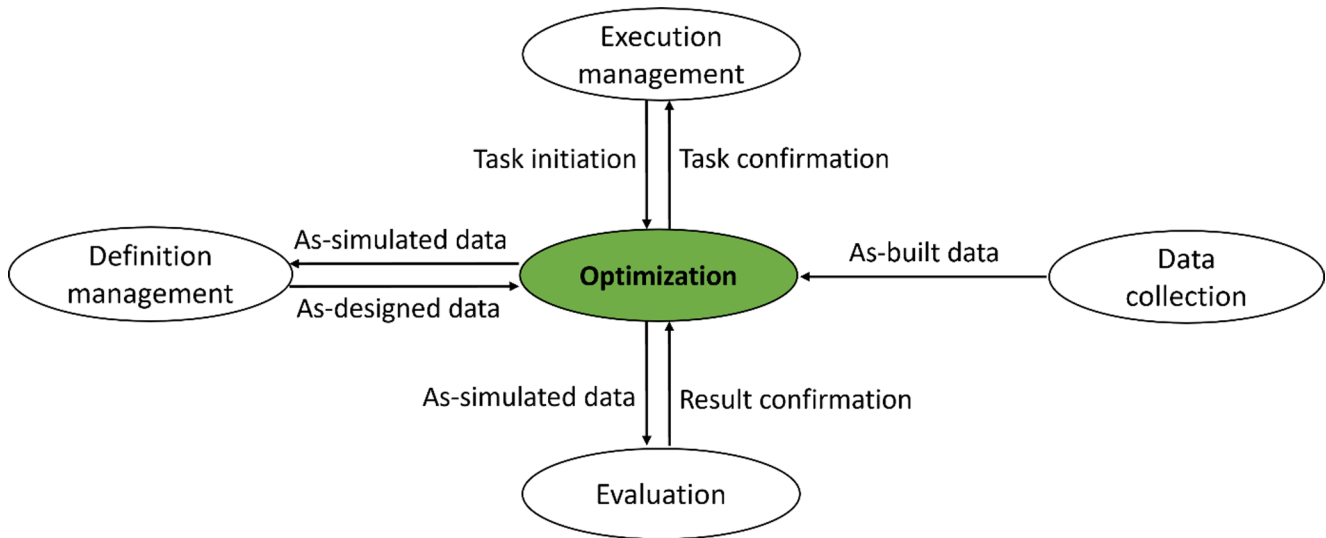 Execution
management
Task initiation
Task confirmation
Definition
management
As-simulated data
As-designed data
Optimization
As-built data
Data
collection
As-simulated data
Result confirmation
Evaluation